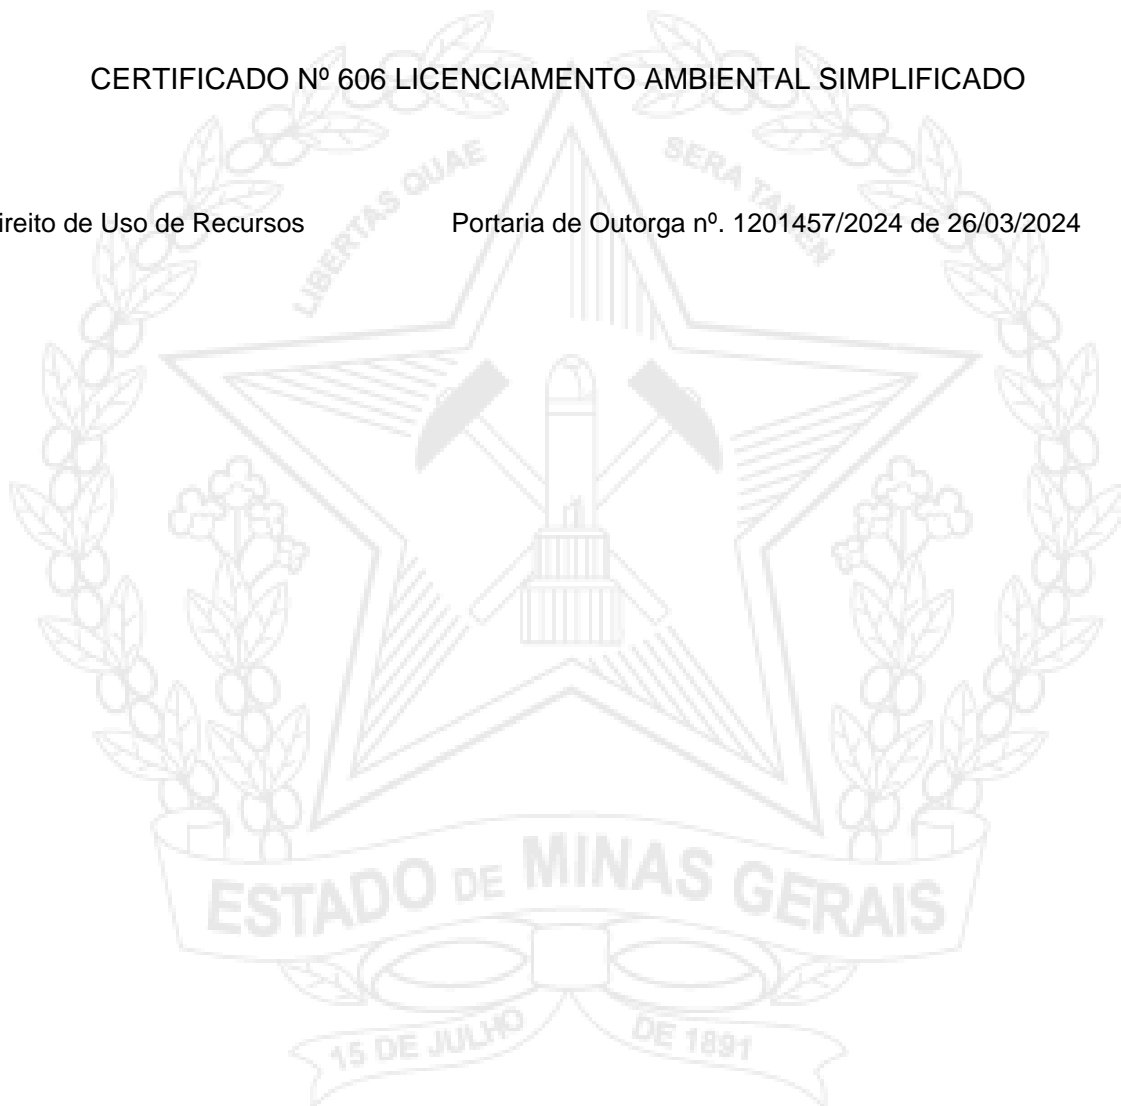 CERTIFICADO Nº 606 LICENCIAMENTO AMBIENTAL SIMPLIFICADO
LIBERTAS QUAE SERA TAMEN
ireito de Uso de Recursos Portaria de Outorga nº. 1201457/2024 de 26/03/2024
ESTADO DE MINAS GERAIS
15 DE JULHO DE 1891